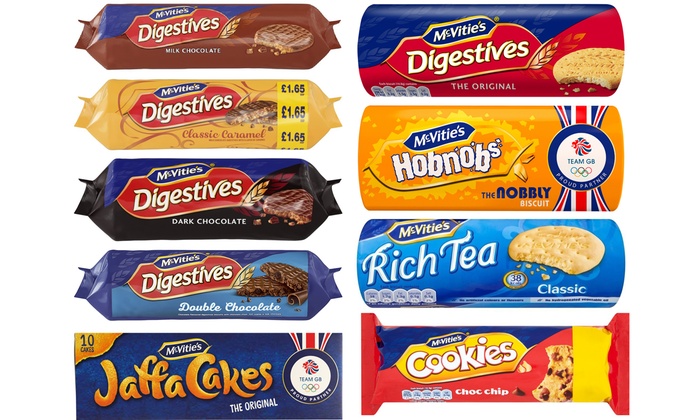 McVitie's
Digestives
MILK CHOCOLATE
McVitie's
Digestives
Classic Caramel
£1.65
£1.65
£1.65
McVitie's
Digestives
DARK CHOCOLATE
McVitie's
Digestives
Double Chocolate
10
CAKES
McVitie's
Jaffa Cakes
THE ORIGINAL
TEAM GB
PROUD PARTNER
McVitie's
Digestives
THE ORIGINAL
McVitie's
Hobnobs
THE NOBBLY
BISCUIT
TEAM GB
PROUD PARTNER
McVitie's
Rich Tea
38
Classic
McVitie's
Cookies
Choc chip